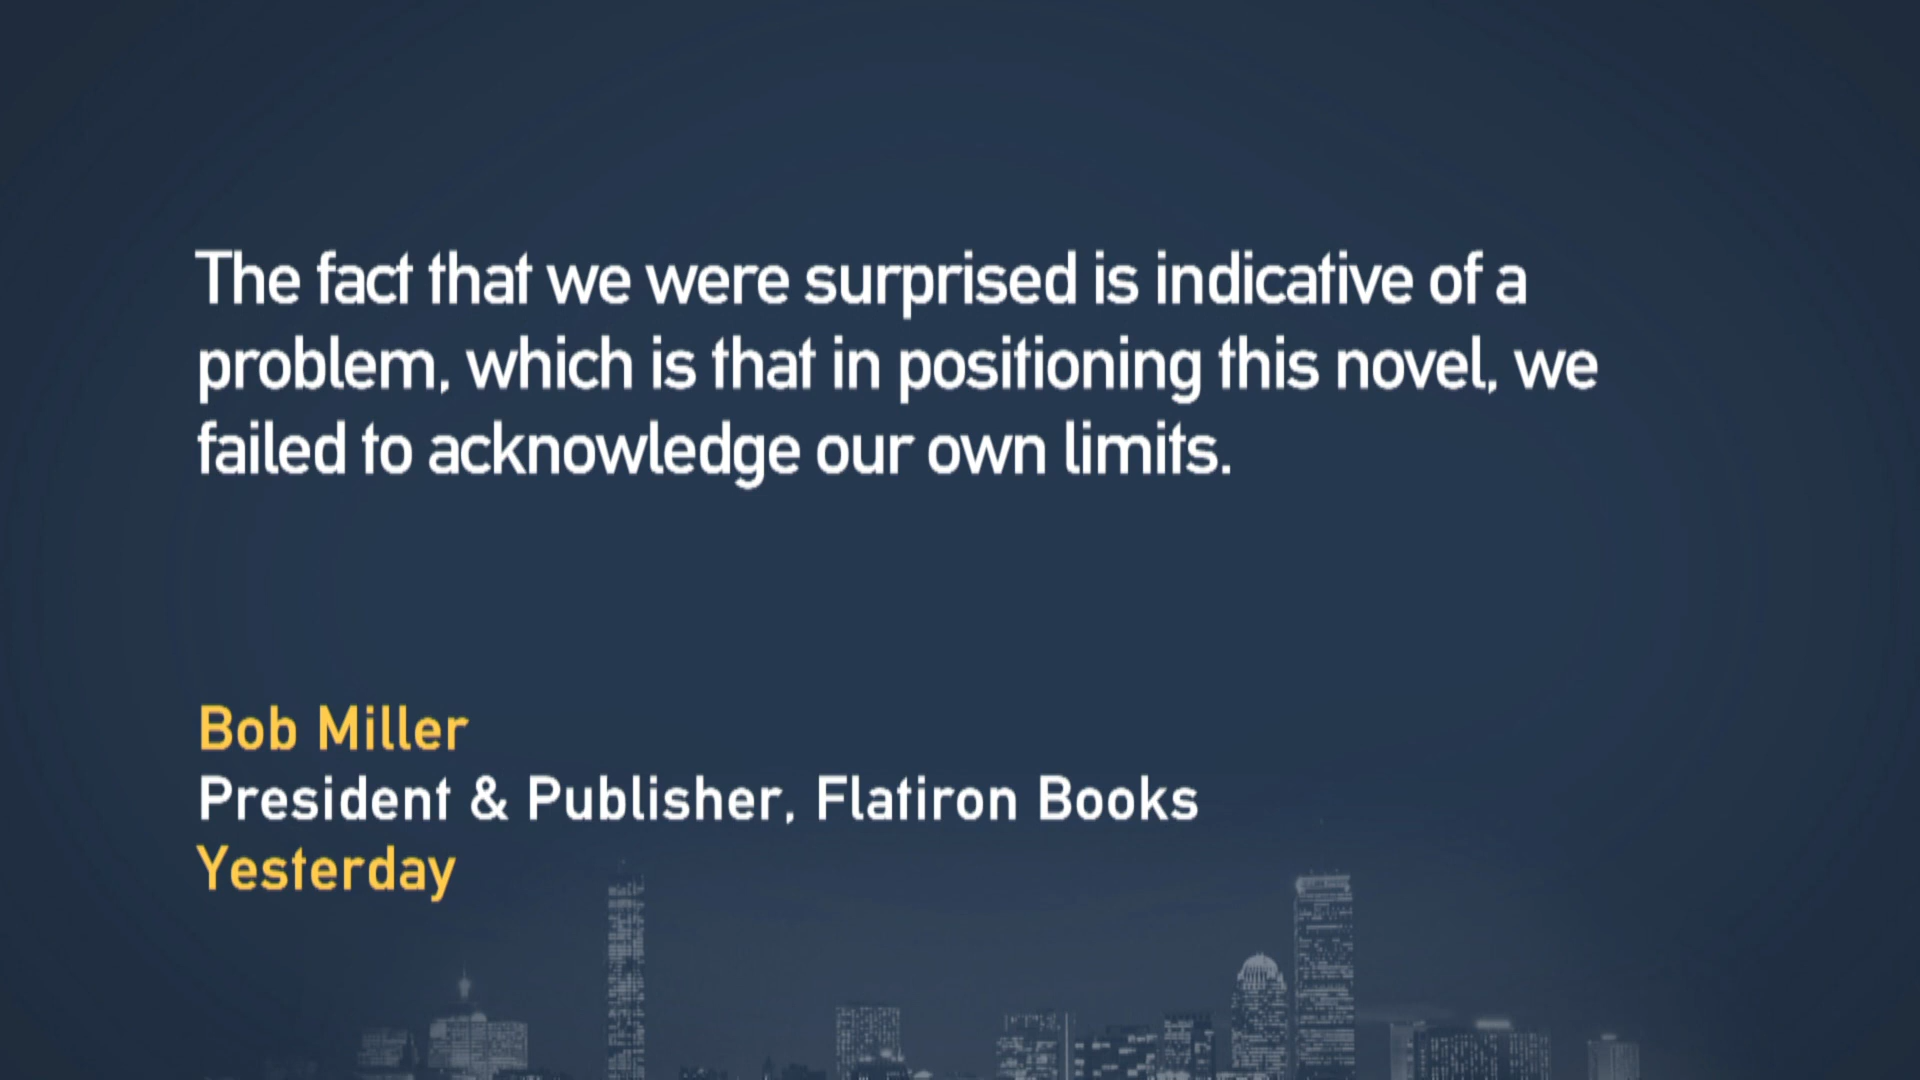 The fact that we were surprised is indicative of a
problem, which is that in positioning this novel, we
failed to acknowledge our own limits.
Bob Miller
President & Publisher, Flatiron Books
Yesterday